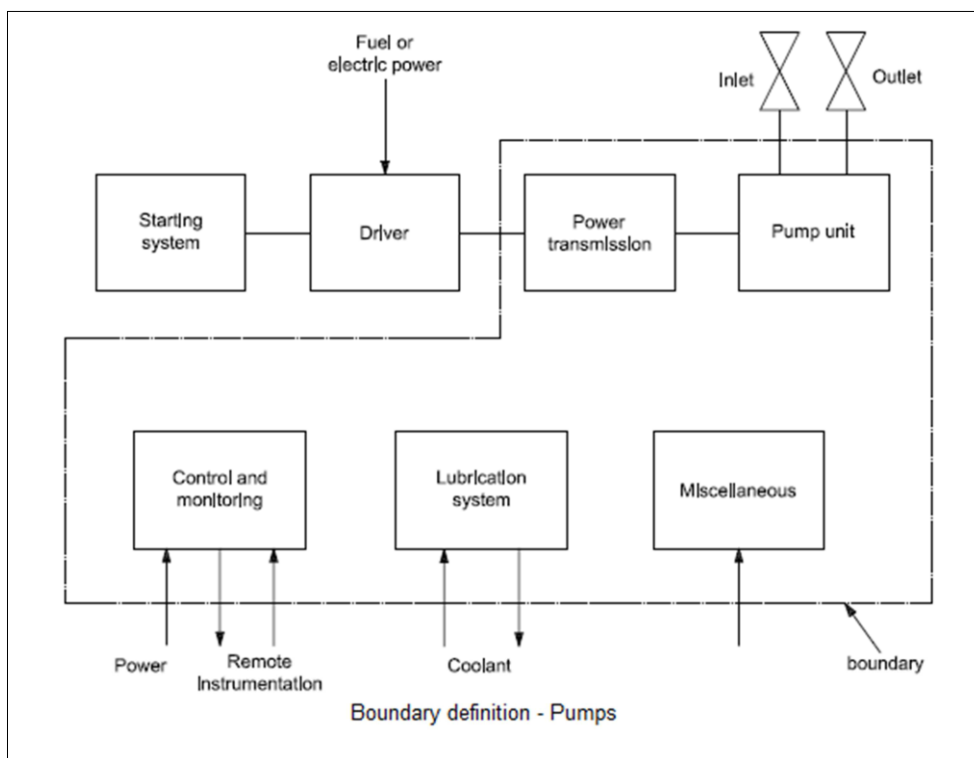 Fuel or
electric power
Inlet
Outlet
Starting
system
Driver
Power
transmission
Pump unit
Control and
monitoring
Lubrication
system
Miscellaneous
Power
Remote
Instrumentation
Coolant
boundary
Boundary definition - Pumps